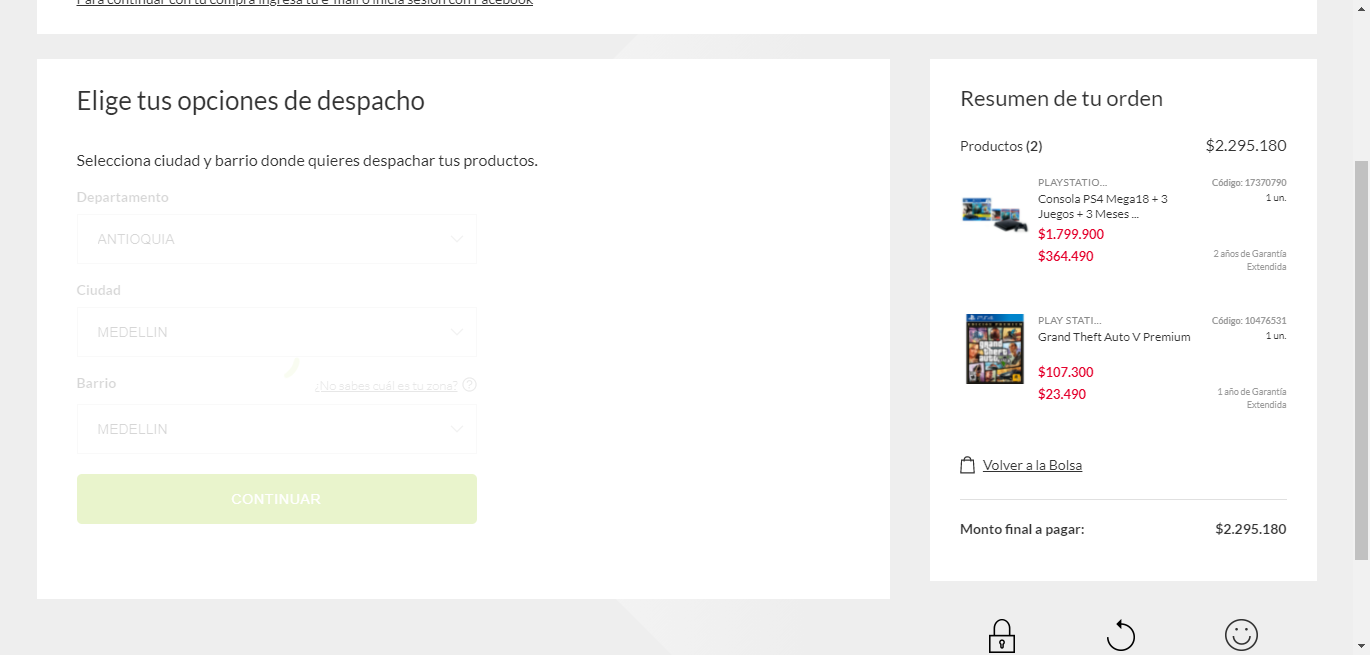 Para continuar con tu compra ingresa tu e-mail o inicia sesión con Facebook
Elige tus opciones de despacho
Selecciona ciudad y barrio donde quieres despachar tus productos.
Departamento
ANTIOQUIA
Ciudad
MEDELLIN
Barrio
¿No sabes cuál es tu zona?
MEDELLIN
CONTINUAR
Resumen de tu orden
Productos (2) $2.295.180
PLAYSTATIO... Código: 17370790
Consola PS4 Mega18 + 3 1 un.
Juegos + 3 Meses ...
$1.799.900
$364.490 2 años de Garantía
Extendida
PLAY STATI... Código: 10476531
Grand Theft Auto V Premium 1 un.
$107.300
$23.490 1 año de Garantía
Extendida
PS4
grand
theft
auto
Volver a la Bolsa
Monto final a pagar: $2.295.180